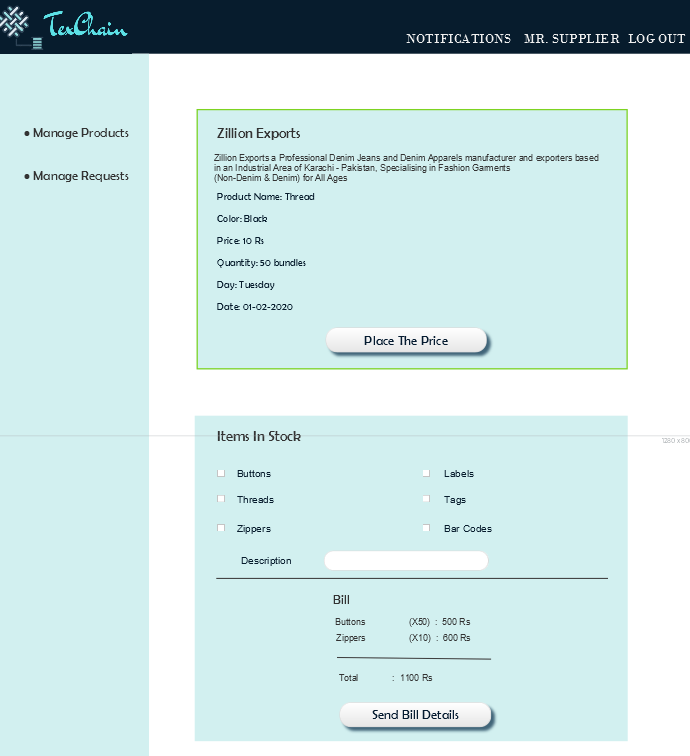 TexChain
NOTIFICATIONS MR. SUPPLIER LOG OUT
• Manage Products
• Manage Requests
Zillion Exports
Zillion Exports a Professional Denim Jeans and Denim Apparels manufacturer and exporters based
in an Industrial Area of Karachi - Pakistan, Specialising in Fashion Garments
(Non-Denim & Denim) for All Ages
Product Name: Thread
Color: Black
Price: 10 Rs
Quantity: 50 bundles
Day: Tuesday
Date: 01-02-2020
Place The Price
Items In Stock
Buttons Labels
Threads Tags
Zippers Bar Codes
Description
Bill
Buttons (X50) : 500 Rs
Zippers (X10) : 600 Rs
Total : 1100 Rs
Send Bill Details